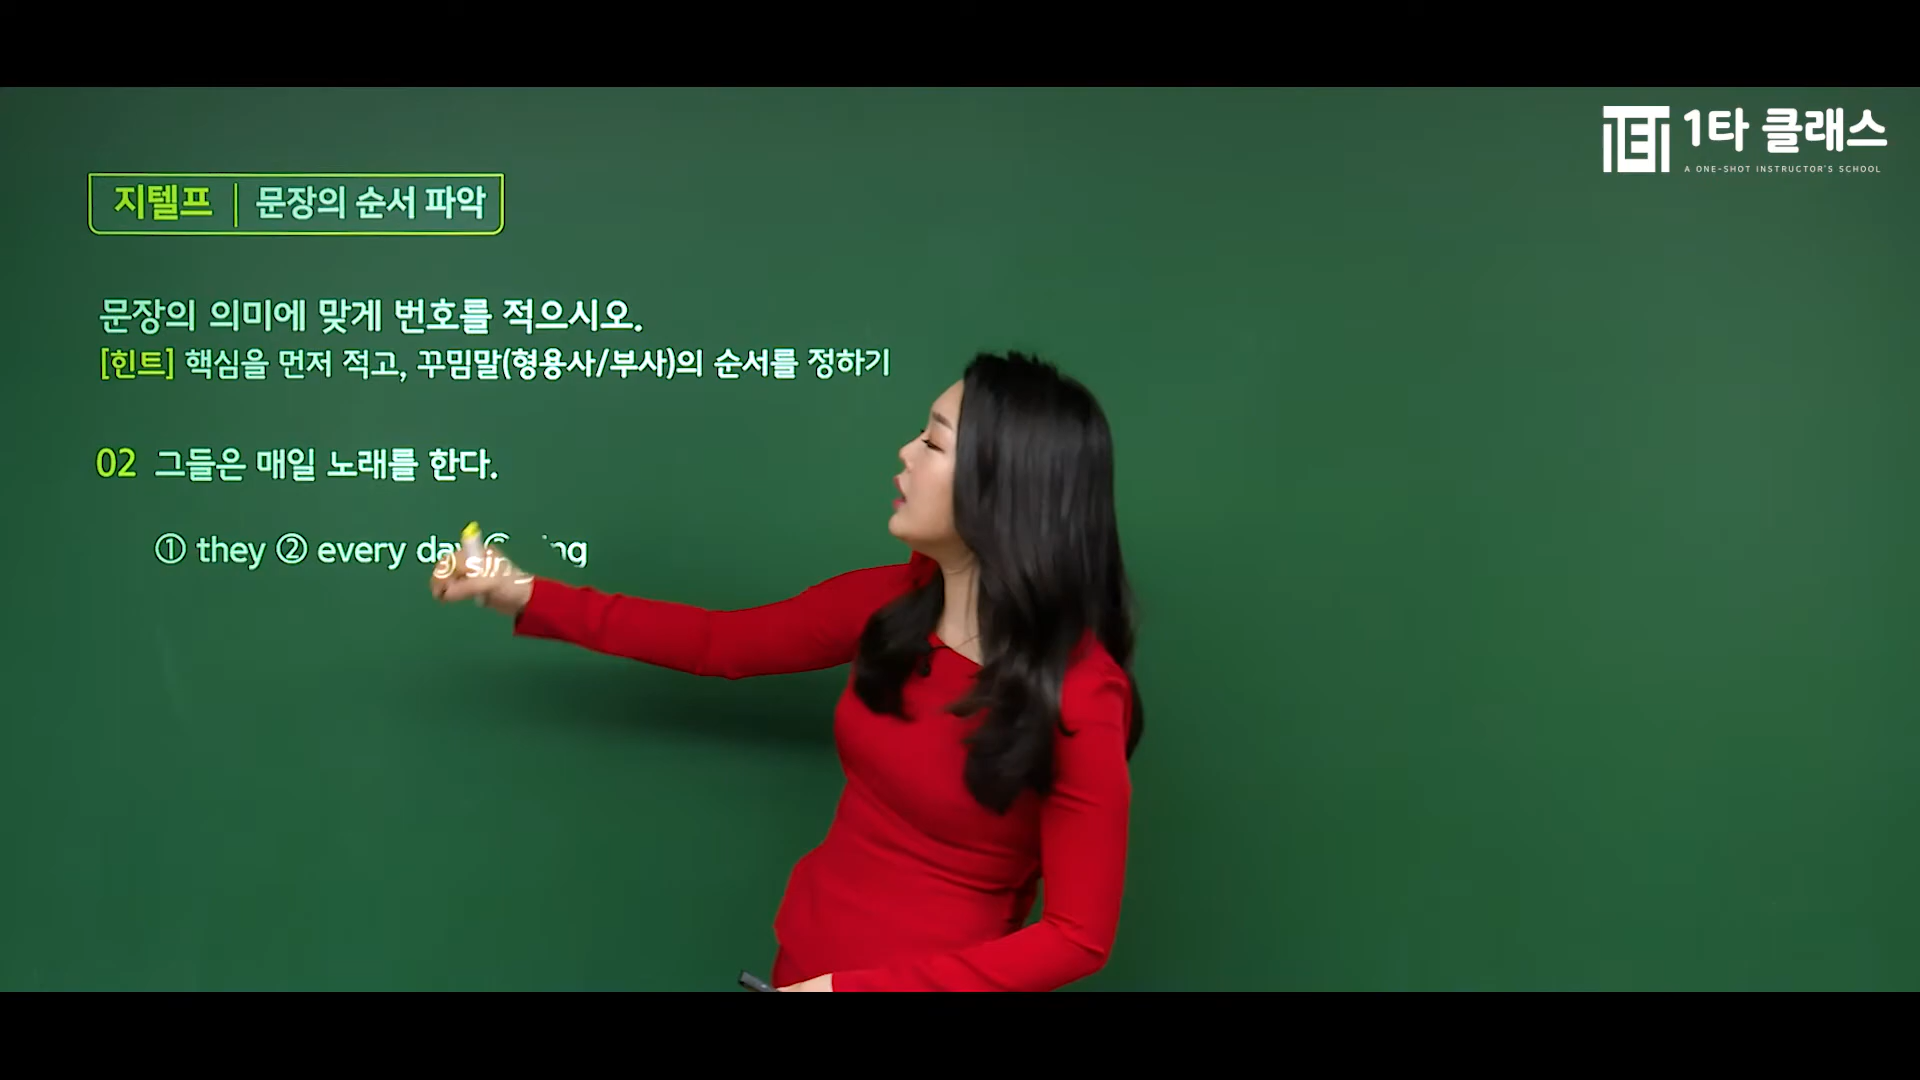 1타 클래스
A ONE-SHOT INSTRUCTOR'S SCHOOL
지텔프 | 문장의 순서 파악
문장의 의미에 맞게 번호를 적으시오.
[힌트] 핵심을 먼저 적고, 꾸밈말(형용사/부사)의 순서를 정하기
02 그들은 매일 노래를 한다.
① they ② every day ③ sing